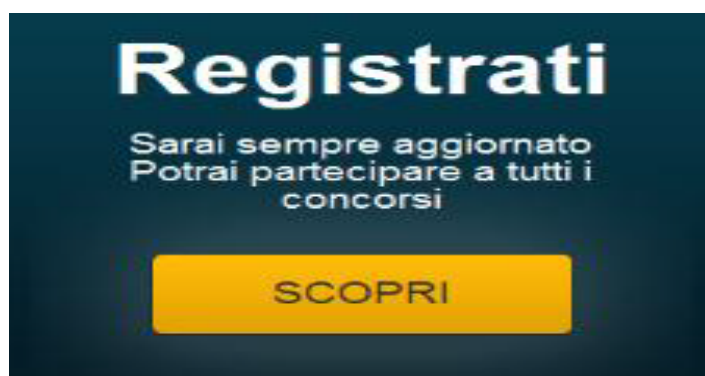 Registrati
Sarai sempre aggiornato
Potrai partecipare a tutti i
concorsi
SCOPRI